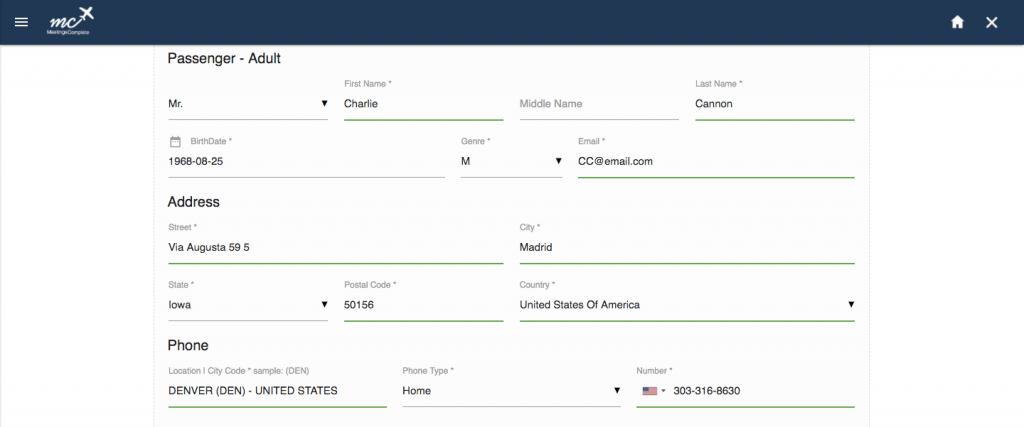 mc
MeetingsComplete
Passenger - Adult
First Name * Last Name *
Mr. Charlie Middle Name Cannon
BirthDate * Genre * Email *
1968-08-25 M CC@email.com
Address
Street * City *
Via Augusta 59 5 Madrid
State * Postal Code * Country *
Iowa 50156 United States Of America
Phone
Location | City Code * sample: (DEN) Phone Type * Number *
DENVER (DEN) - UNITED STATES Home 303-316-8630